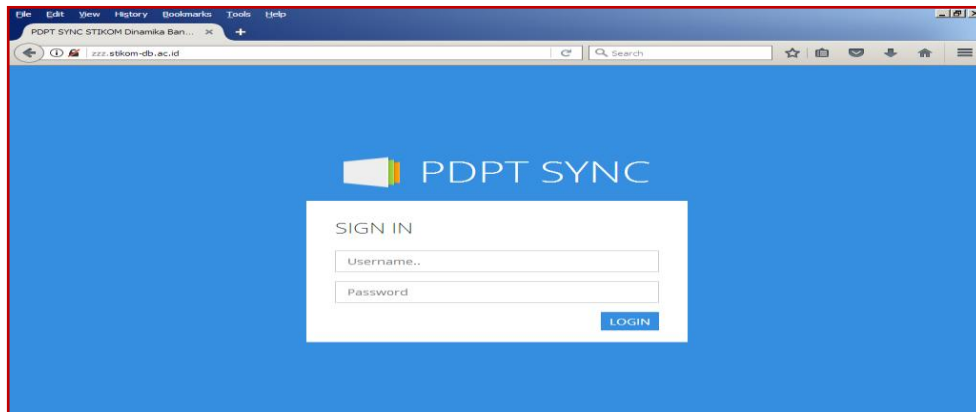 File Edit View History Bookmarks Tools Help
PDPT SYNC STIKOM Dinamika Ban...
zzz.stikom-db.ac.id Search
PDPT SYNC
SIGN IN
Username..
Password
LOGIN